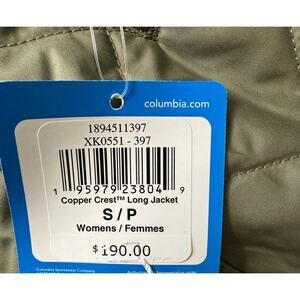 columbia.com
1894511397
XK0551 - 397
1 95979 23804 9
Copper Crest™ Long Jacket
S / P
Womens / Femmes
$190.00
Columbia Sportswear Company